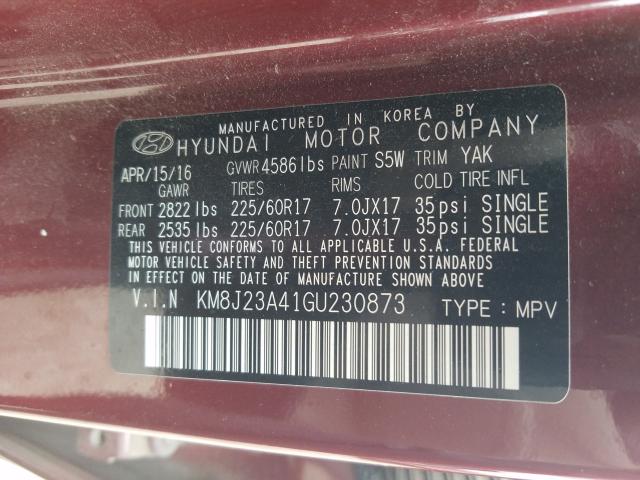 MANUFACTURED IN KOREA BY
HYUNDAI MOTOR COMPANY
APR/15/16 GVWR 4586 lbs PAINT S5W TRIM YAK
GAWR TIRES RIMS COLD TIRE INFL
FRONT 2822 lbs 225/60R17 7.0JX17 35psi SINGLE
REAR 2535 lbs 225/60R17 7.0JX17 35psi SINGLE
THIS VEHICLE CONFORMS TO ALL APPLICABLE U.S.A. FEDERAL
MOTOR VEHICLE SAFETY AND THEFT PREVENTION STANDARDS
IN EFFECT ON THE DATE OF MANUFACTURE SHOWN ABOVE.
V.I.N KM8J23A41GU230873 TYPE : MPV